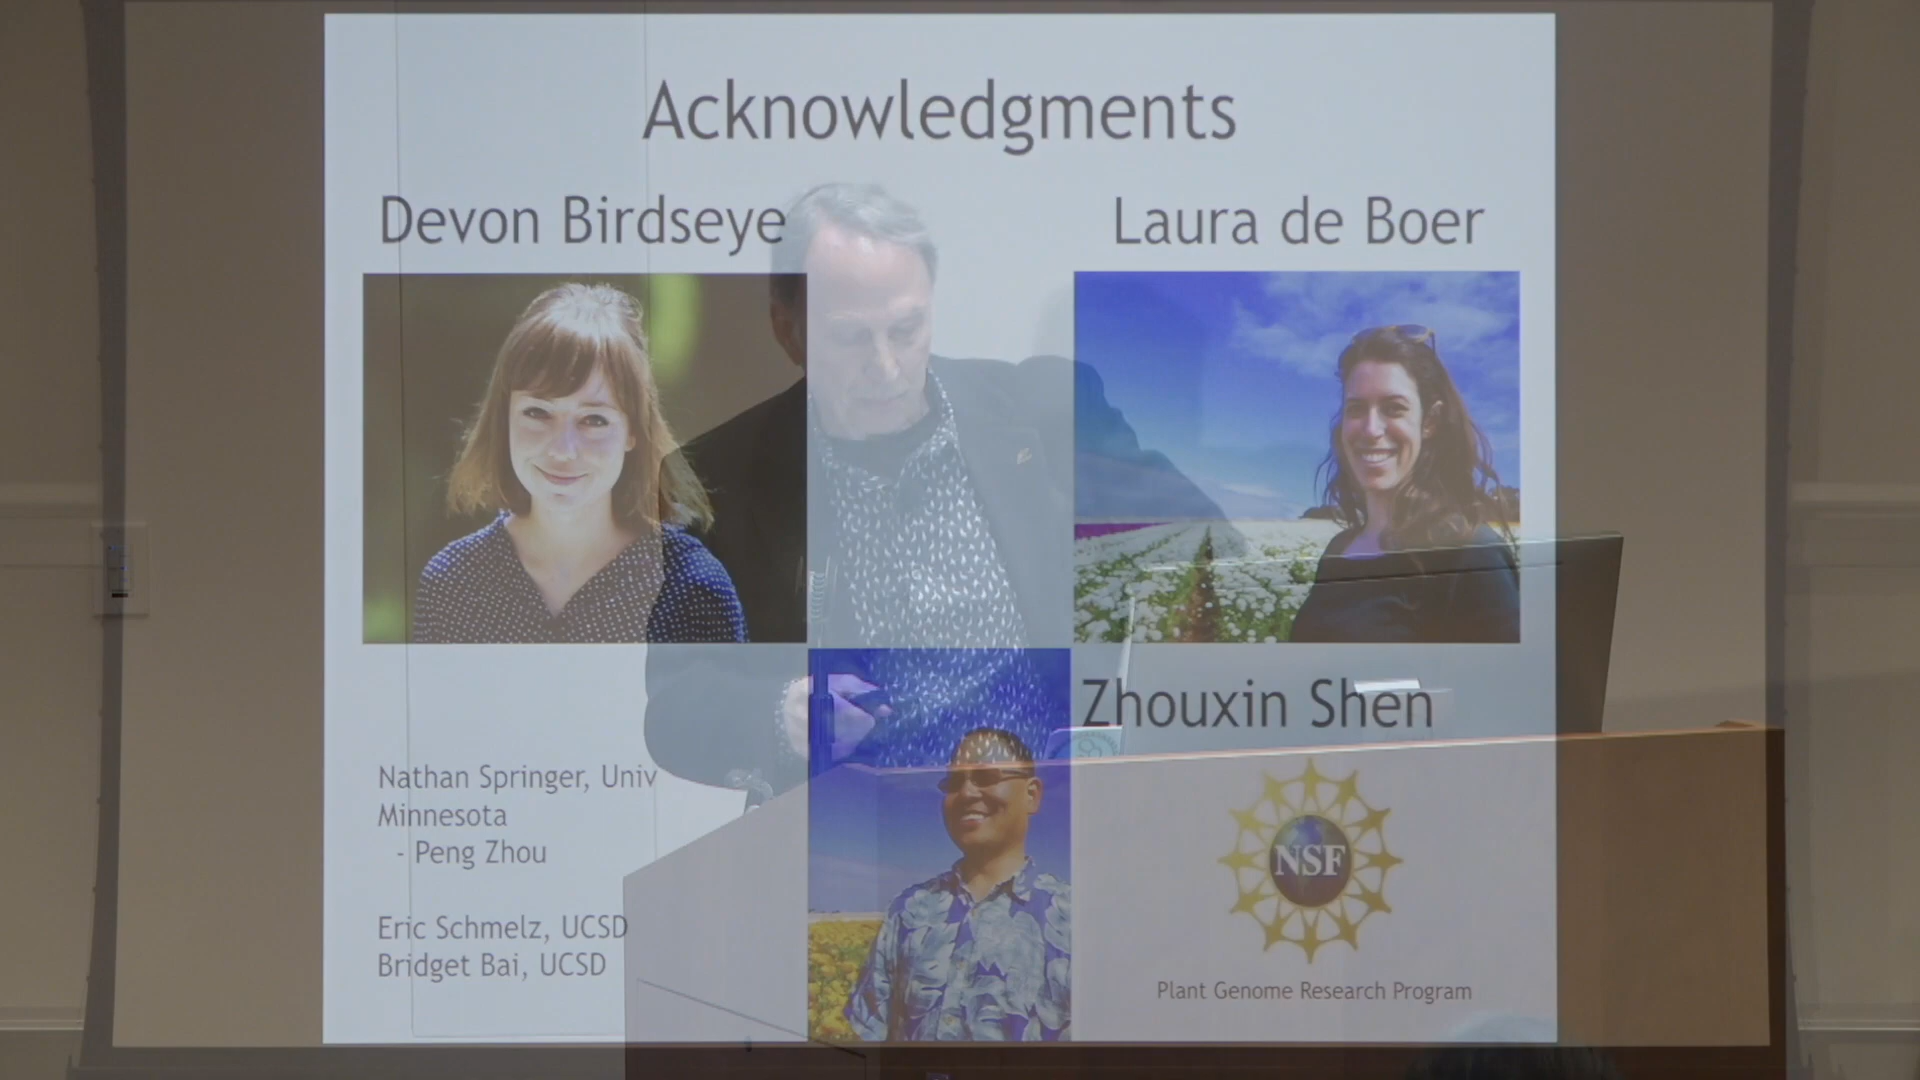 Acknowledgments
Devon Birdseye
Laura de Boer
Zhouxin Shen
Nathan Springer, Univ
Minnesota
- Peng Zhou
Eric Schmelz, UCSD
Bridget Bai, UCSD
NSF
Plant Genome Research Program